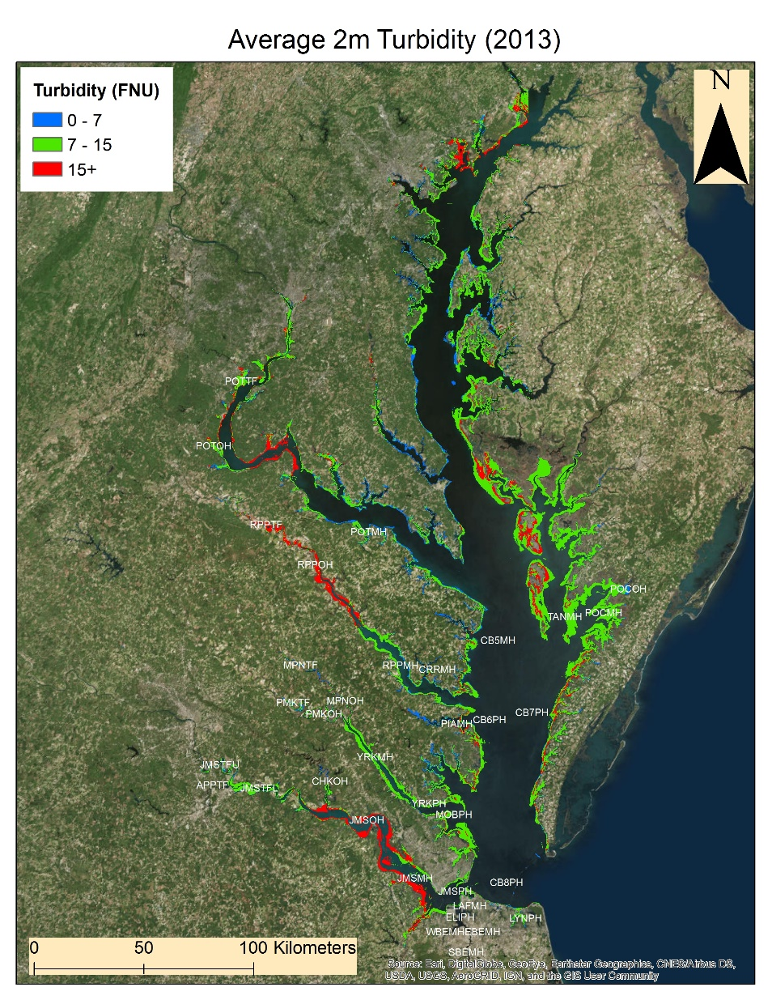 Average 2m Turbidity (2013)
Turbidity (FNU)
0 - 7
7 - 15
15+
N
POTTF
POTOH
POTMH
RPPTF
RPPOH
POCOH
POCMH
TANMH
CB5MH
MPNTF
RPPMH
CRRMH
MPNOH
PMKTF
PMKOH
CB7PH
CB6PH
PIAMH
YRKMH
JMSTFU
CHKOH
APPTF
JMSTFL
YRKPH
MOBPH
JMSOH
JMSMH
CB8PH
JMSPH
LAFMH
ELIPH
LYNPH
WBEMHEBEMH
SBEMH
0 50 100 Kilometers
Source: Esri, DigitalGlobe, GeoEye, Earthstar Geographics, CNES/Airbus DS,
USDA, USGS, AeroGRID, IGN, and the GIS User Community